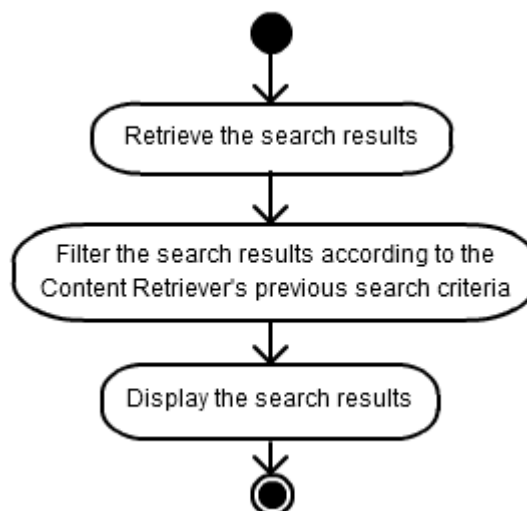 Retrieve the search results
Filter the search results according to the
Content Retriever's previous search criteria
Display the search results